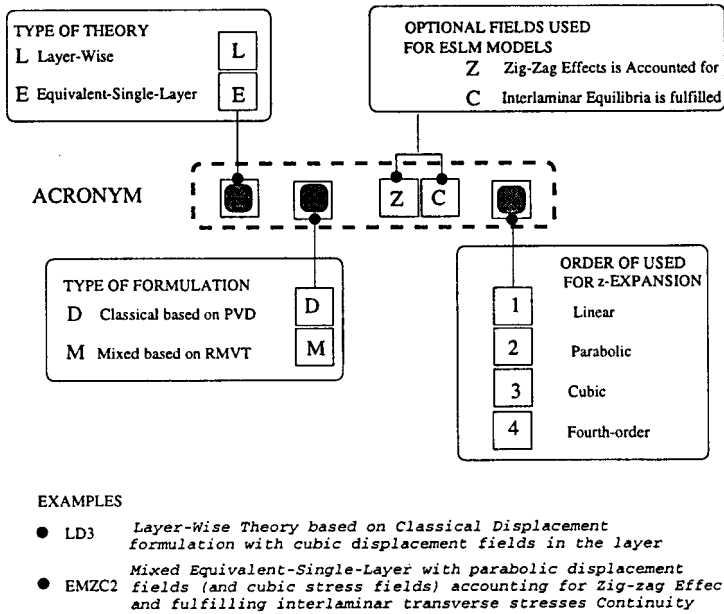 TYPE OF THEORY
L Layer-Wise L
E Equivalent-Single-Layer E
OPTIONAL FIELDS USED
FOR ESLM MODELS
Z Zig-Zag Effects is Accounted for
C Interlaminar Equilibria is fulfilled
ACRONYM Z C
TYPE OF FORMULATION
D Classical based on PVD D
M Mixed based on RMVT M
ORDER OF USED
FOR z-EXPANSION
1 Linear
2 Parabolic
3 Cubic
4 Fourth-order
EXAMPLES
● LD3 Layer-Wise Theory based on Classical Displacement
formulation with cubic displacement fields in the layer
Mixed Equivalent-Single-Layer with parabolic displacement
● EMZC2 fields (and cubic stress fields) accounting for Zig-zag Effec
and fulfilling interlaminar transverse stresses Continuity